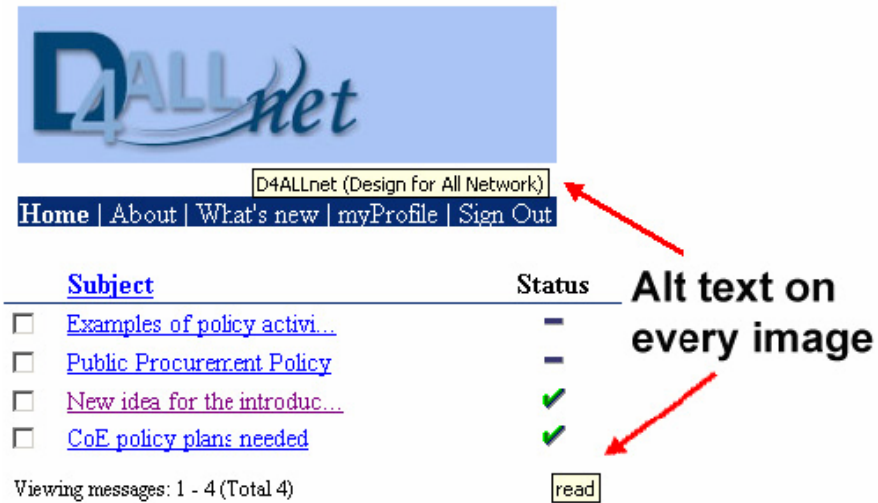 D4ALLnet
D4ALLnet (Design for All Network)
Home | About | What's new | myProfile | Sign Out
Subject Status
Examples of policy activi...
Public Procurement Policy
New idea for the introduc...
CoE policy plans needed
Viewing messages: 1 - 4 (Total 4)
read
Alt text on
every image